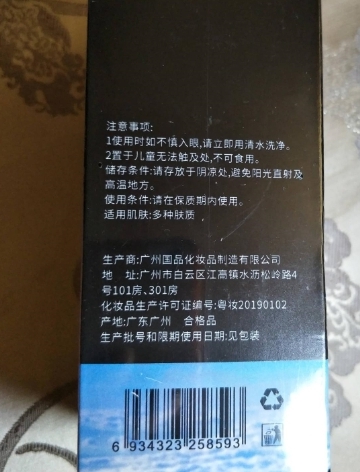 注意事项:
1使用时如不慎入眼,请立即用清水洗净。
2置于儿童无法触及处,不可食用。
储存条件:请存放于阴凉处,避免阳光直射及
高温地方。
使用条件:请在保质期内使用。
适用肌肤:多种肤质
生产商:广州国品化妆品制造有限公司
地 址:广州市白云区江高镇水沥松岭路4
号101房、301房
化妆品生产许可证编号:粤妆20190102
产地:广东广州 合格品
生产批号和限期使用日期:见包装
6 934323 258593